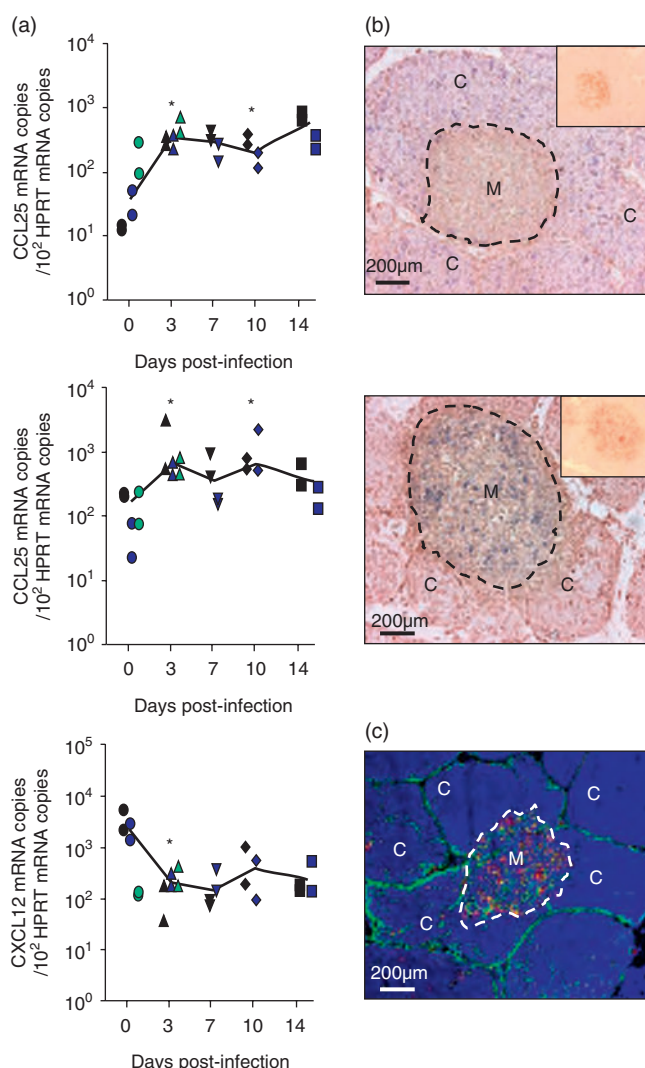 (a)
CCL25 mRNA copies
/10² HPRT mRNA copies
10⁴
10³
10²
10¹
10⁰
*
*
0 3 7 10 14
Days post-infection
CCL25 mRNA copies
/10² HPRT mRNA copies
10⁴
10³
10²
10¹
10⁰
*
*
0 3 7 10 14
Days post-infection
CXCL12 mRNA copies
/10² HPRT mRNA copies
10⁵
10⁴
10³
10²
10¹
10⁰
*
0 3 7 10 14
Days post-infection
(b)
C
M
C
C
200µm
M
C
C
200µm
(c)
C
C
M
C
C
C
200µm